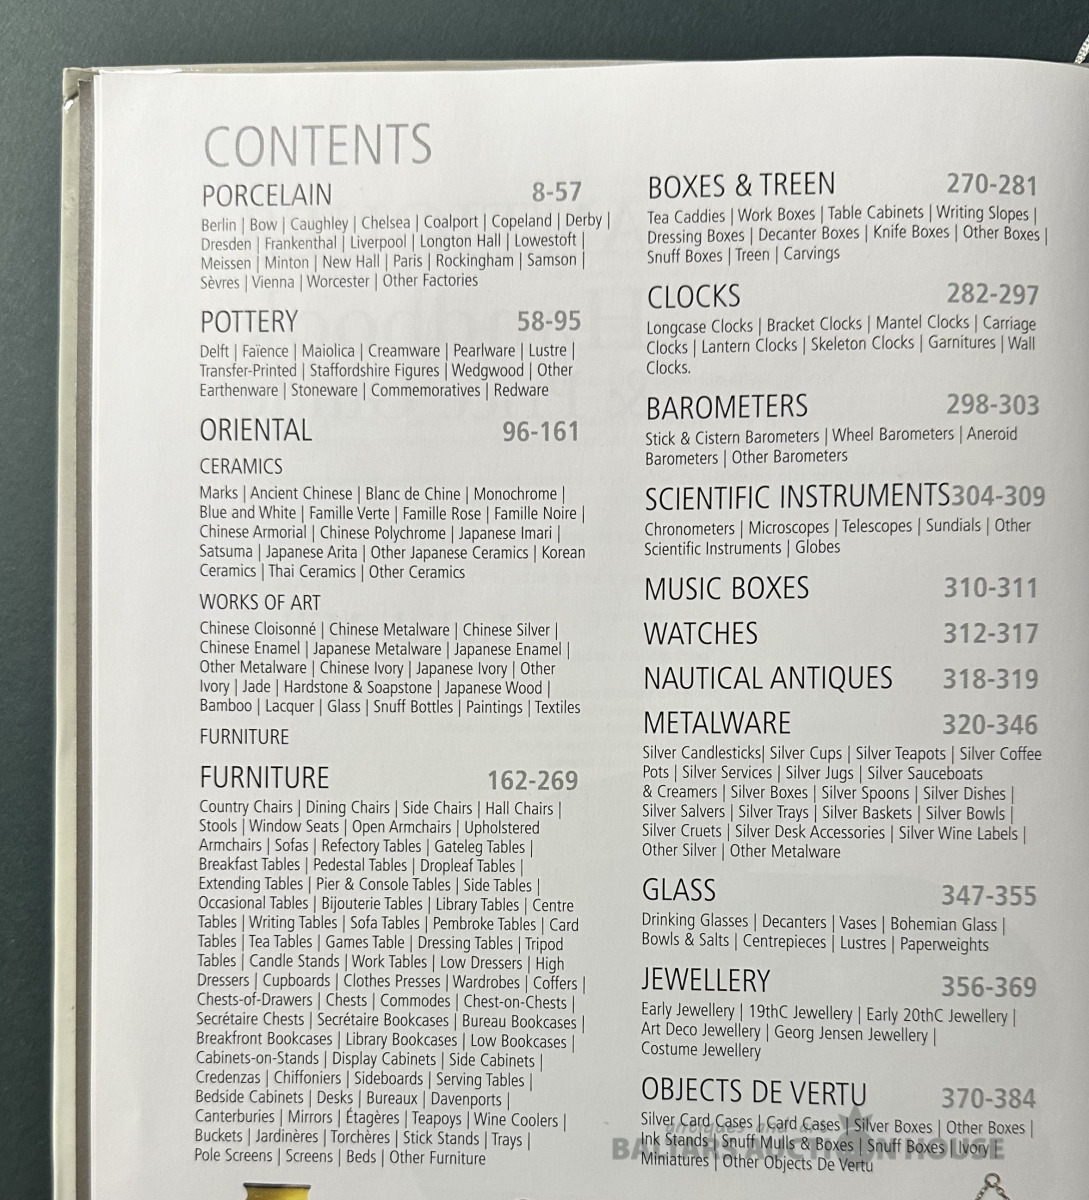 CONTENTS
PORCELAIN 8-57
Berlin | Bow | Caughley | Chelsea | Coalport | Copeland | Derby |
Dresden | Frankenthal | Liverpool | Longton Hall | Lowestoft |
Meissen | Minton | New Hall | Paris | Rockingham | Samson |
Sèvres | Vienna | Worcester | Other Factories
POTTERY 58-95
Delft | Faïence | Maiolica | Creamware | Pearlware | Lustre |
Transfer-Printed | Staffordshire Figures | Wedgwood | Other
Earthenware | Stoneware | Commemoratives | Redware
ORIENTAL 96-161
CERAMICS
Marks | Ancient Chinese | Blanc de Chine | Monochrome |
Blue and White | Famille Verte | Famille Rose | Famille Noire |
Chinese Armorial | Chinese Polychrome | Japanese Imari |
Satsuma | Japanese Arita | Other Japanese Ceramics | Korean
Ceramics | Thai Ceramics | Other Ceramics
WORKS OF ART
Chinese Cloisonné | Chinese Metalware | Chinese Silver |
Chinese Enamel | Japanese Metalware | Japanese Enamel |
Other Metalware | Chinese Ivory | Japanese Ivory | Other
Ivory | Jade | Hardstone & Soapstone | Japanese Wood |
Bamboo | Lacquer | Glass | Snuff Bottles | Paintings | Textiles
FURNITURE
FURNITURE 162-269
Country Chairs | Dining Chairs | Side Chairs | Hall Chairs |
Stools | Window Seats | Open Armchairs | Upholstered
Armchairs | Sofas | Refectory Tables | Gateleg Tables |
Breakfast Tables | Pedestal Tables | Dropleaf Tables |
Extending Tables | Pier & Console Tables | Side Tables |
Occasional Tables | Bijouterie Tables | Library Tables | Centre
Tables | Writing Tables | Sofa Tables | Pembroke Tables | Card
Tables | Tea Tables | Games Table | Dressing Tables | Tripod
Tables | Candle Stands | Work Tables | Low Dressers | High
Dressers | Cupboards | Clothes Presses | Wardrobes | Coffers |
Chests-of-Drawers | Chests | Commodes | Chest-on-Chests |
Secrétaire Chests | Secrétaire Bookcases | Bureau Bookcases |
Breakfront Bookcases | Library Bookcases | Low Bookcases |
Cabinets-on-Stands | Display Cabinets | Side Cabinets |
Credenzas | Chiffoniers | Sideboards | Serving Tables |
Bedside Cabinets | Desks | Bureaux | Davenports |
Canterburies | Mirrors | Étagères | Teapoys | Wine Coolers |
Buckets | Jardinères | Torchères | Stick Stands | Trays |
Pole Screens | Screens | Beds | Other Furniture
BOXES & TREEN 270-281
Tea Caddies | Work Boxes | Table Cabinets | Writing Slopes |
Dressing Boxes | Decanter Boxes | Knife Boxes | Other Boxes |
Snuff Boxes | Treen | Carvings
CLOCKS 282-297
Longcase Clocks | Bracket Clocks | Mantel Clocks | Carriage
Clocks | Lantern Clocks | Skeleton Clocks | Garnitures | Wall
Clocks.
BAROMETERS 298-303
Stick & Cistern Barometers | Wheel Barometers | Aneroid
Barometers | Other Barometers
SCIENTIFIC INSTRUMENTS304-309
Chronometers | Microscopes | Telescopes | Sundials | Other
Scientific Instruments | Globes
MUSIC BOXES 310-311
WATCHES 312-317
NAUTICAL ANTIQUES 318-319
METALWARE 320-346
Silver Candlesticks| Silver Cups | Silver Teapots | Silver Coffee
Pots | Silver Services | Silver Jugs | Silver Sauceboats
& Creamers | Silver Boxes | Silver Spoons | Silver Dishes |
Silver Salvers | Silver Trays | Silver Baskets | Silver Bowls |
Silver Cruets | Silver Desk Accessories | Silver Wine Labels |
Other Silver | Other Metalware
GLASS 347-355
Drinking Glasses | Decanters | Vases | Bohemian Glass |
Bowls & Salts | Centrepieces | Lustres | Paperweights
JEWELLERY 356-369
Early Jewellery | 19thC Jewellery | Early 20thC Jewellery |
Art Deco Jewellery | Georg Jensen Jewellery |
Costume Jewellery
OBJECTS DE VERTU 370-384
Silver Card Cases | Card Cases | Silver Boxes | Other Boxes |
Ink Stands | Snuff Mulls & Boxes | Snuff Boxes | Ivory |
Miniatures | Other Objects De Vertu
BALTARS AUCTION HOUSE